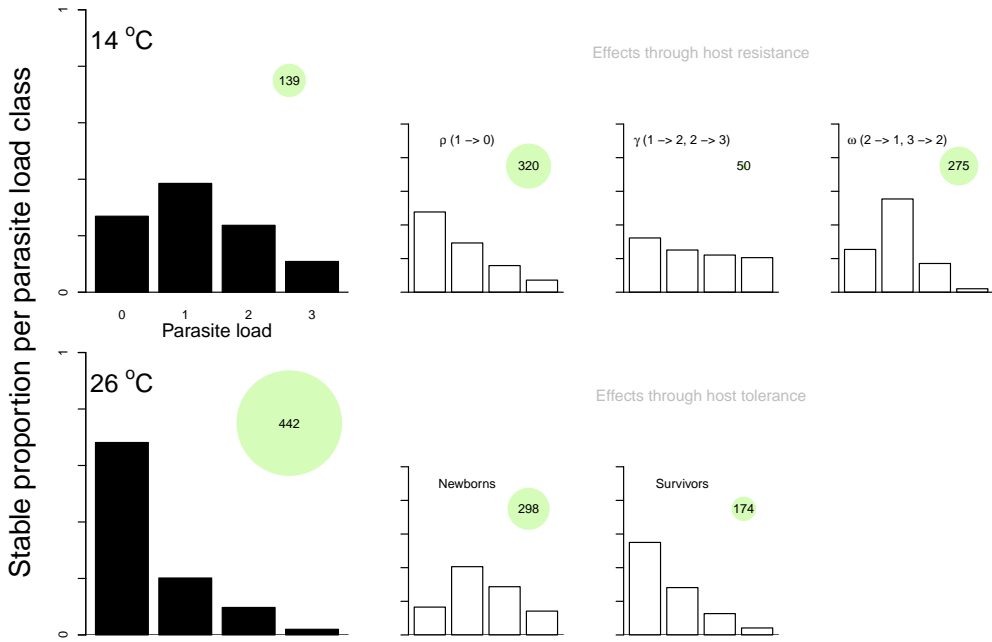 Stable proportion per parasite load class
1
14 °C
139
0
0 1 2 3
Parasite load
Effects through host resistance
ρ (1 −> 0)
320
γ (1 −> 2, 2 −> 3)
50
ω (2 −> 1, 3 −> 2)
275
1
26 °C
442
0
Effects through host tolerance
Newborns
298
Survivors
174